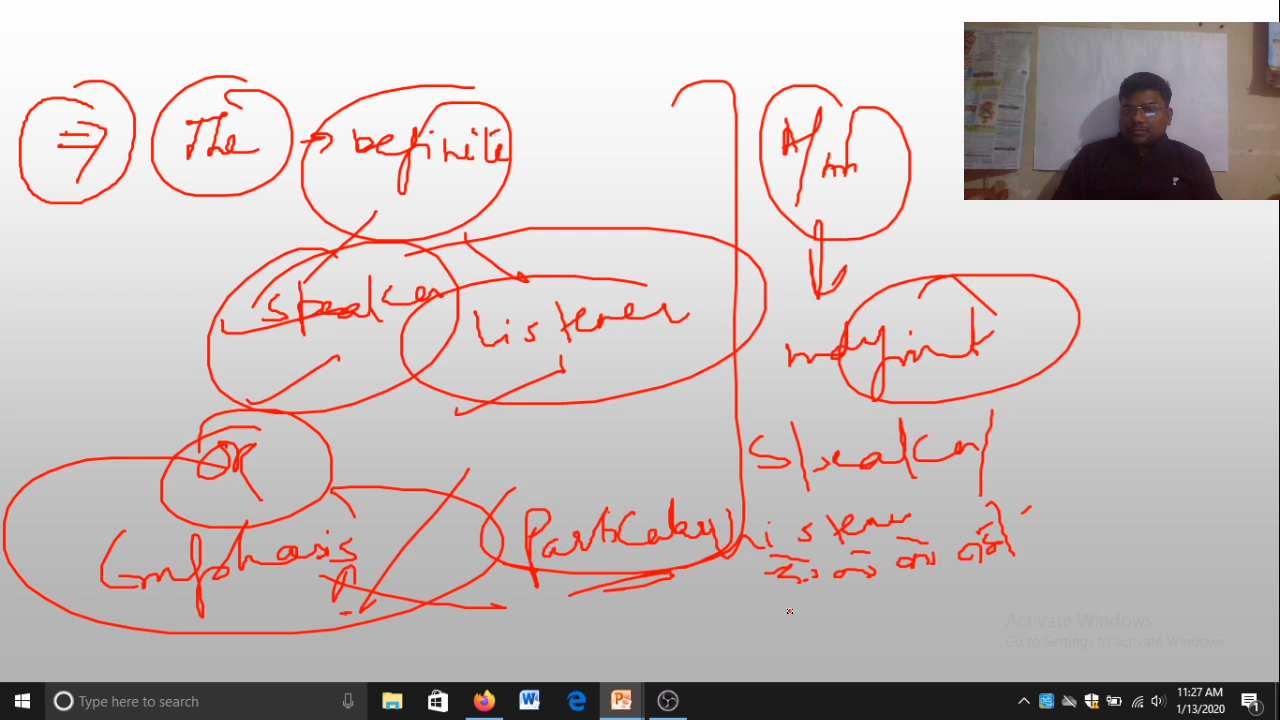 ⇒ The → Definite
A/An
Speaker Listener
Indefinit
OR
Speaker
Emphasis Particular
Listener
Activate Windows
Go to Settings to activate Windows.
Type here to search
11:27 AM
1/13/2020